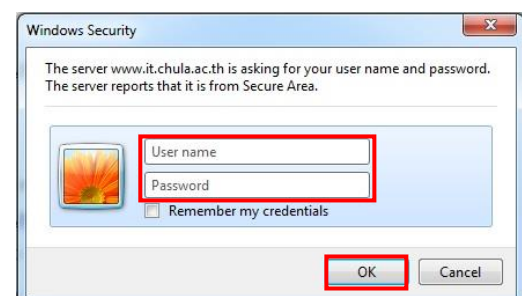 Windows Security
The server www.it.chula.ac.th is asking for your user name and password.
The server reports that it is from Secure Area.
User name
Password
Remember my credentials
OK
Cancel